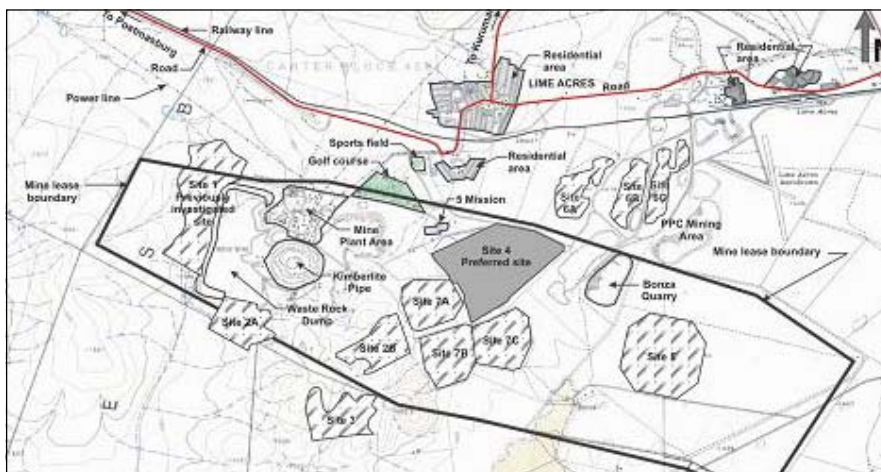 To Postmasburg
Railway line
Road
Power line
To Kuruman
Residential
area
LIME ACRES
Road
Residential
area
N
Lime Acres
Sports field
Golf course
Residential
area
Mine lease
boundary
Site 1
Previously
investigated
site
Mine
Plant Area
5 Mission
Site 4
Preferred site
Site 6A
Site 6B
Site 6C
PPC Mining
Area
Mine lease boundary
Kimberlite
Pipe
Bonza
Quarry
Waste Rock
Dump
Site 2A
Site 7A
Site 2B
Site 7B
Site 7C
Site 3
B
S
E